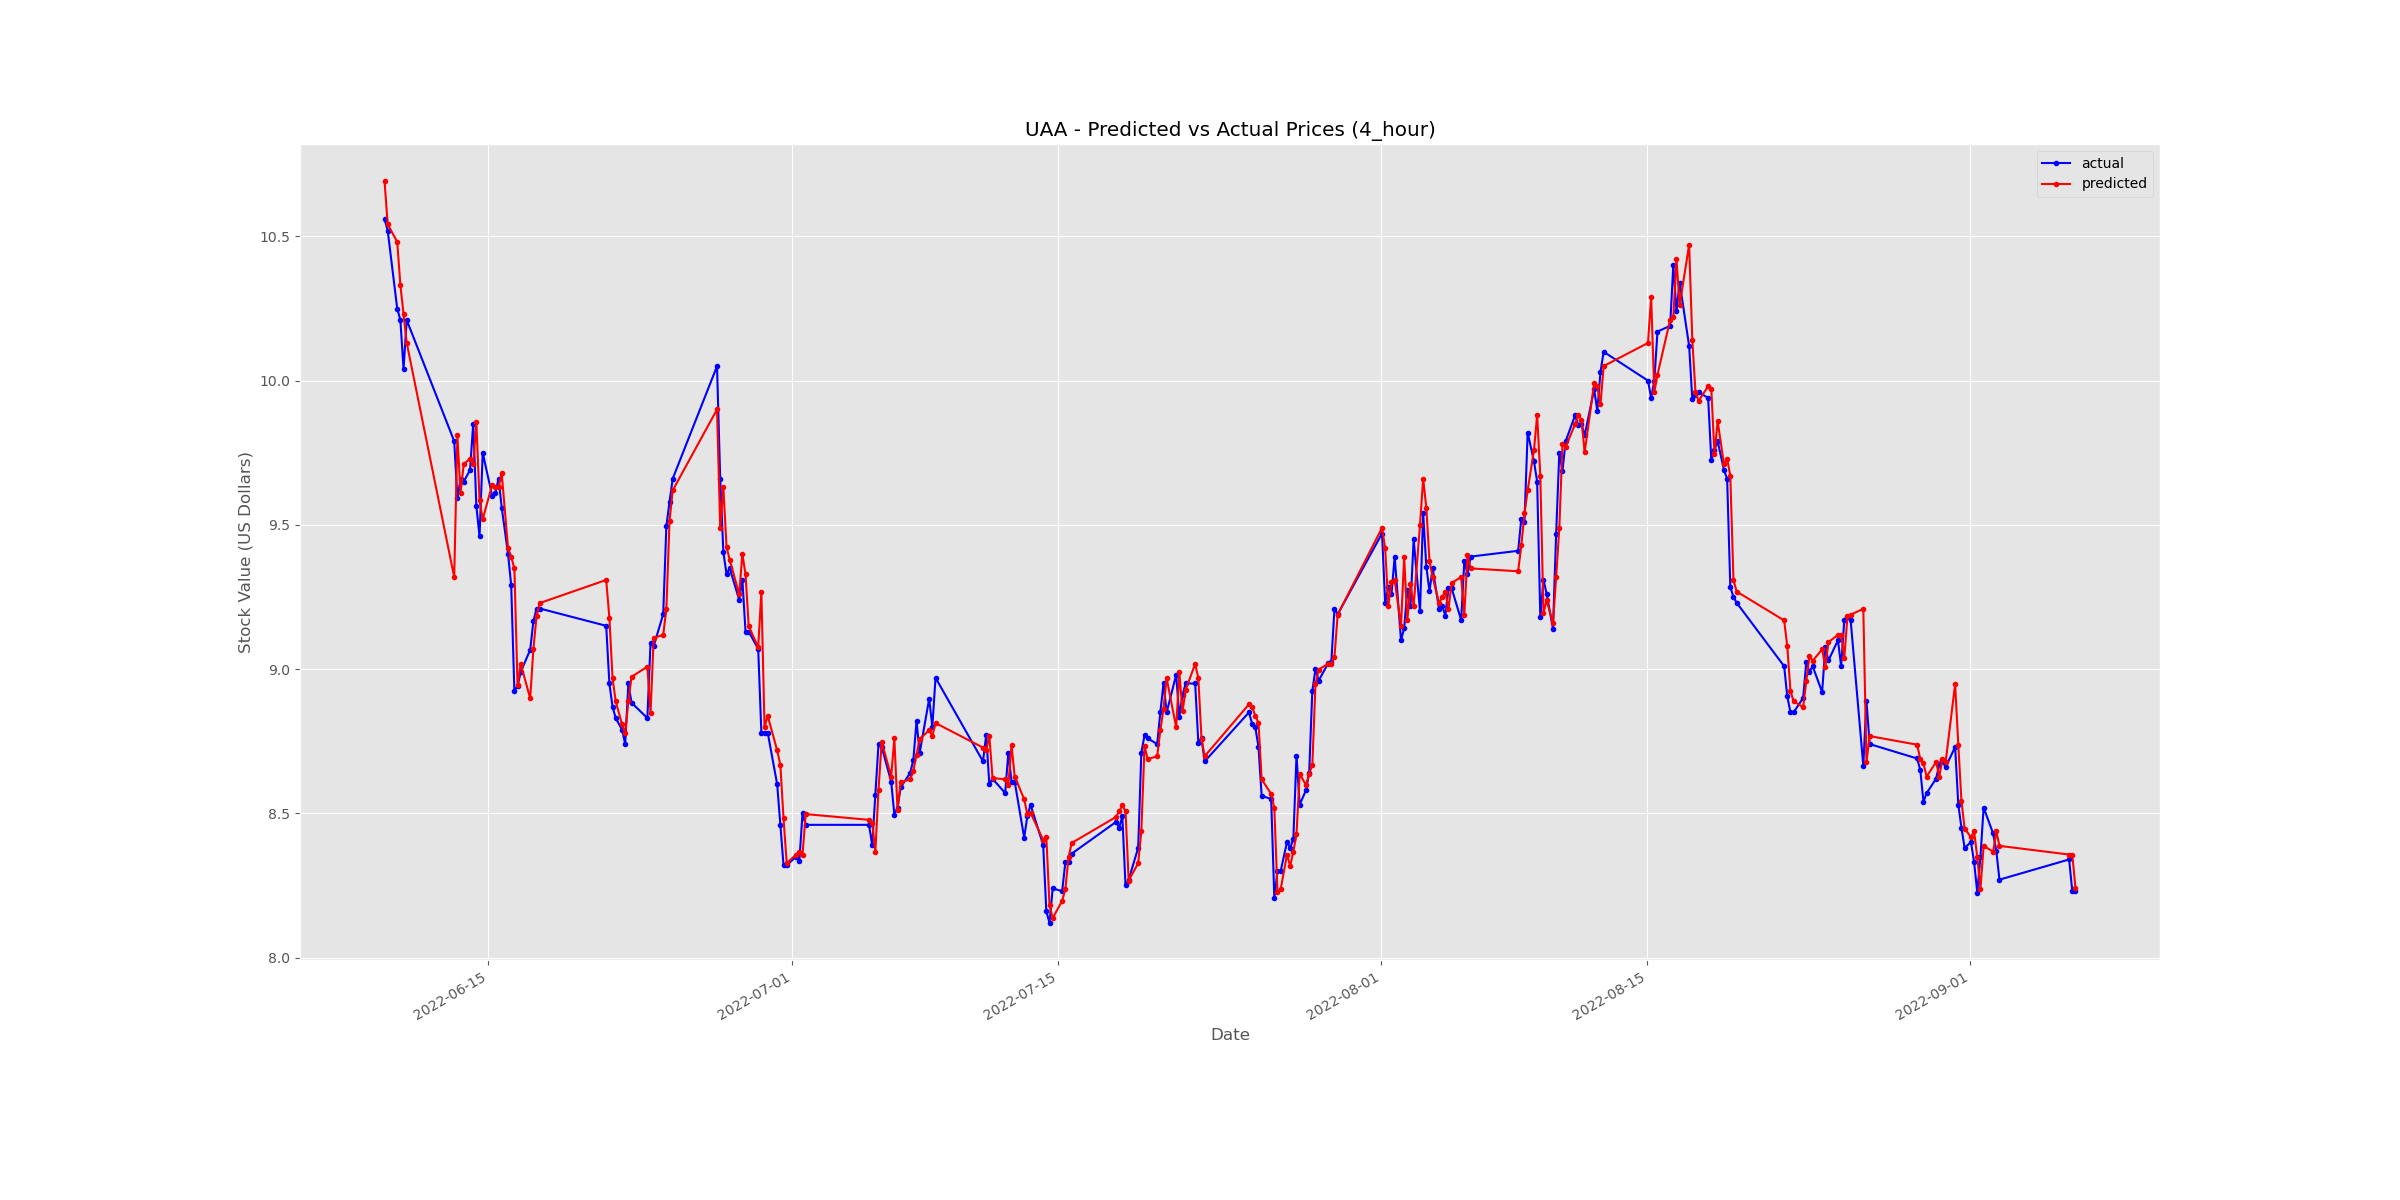 UAA - Predicted vs Actual Prices (4_hour)
actual
predicted
Stock Value (US Dollars)
10.5
10.0
9.5
9.0
8.5
8.0
2022-06-15
2022-07-01
2022-07-15
2022-08-01
2022-08-15
2022-09-01
Date